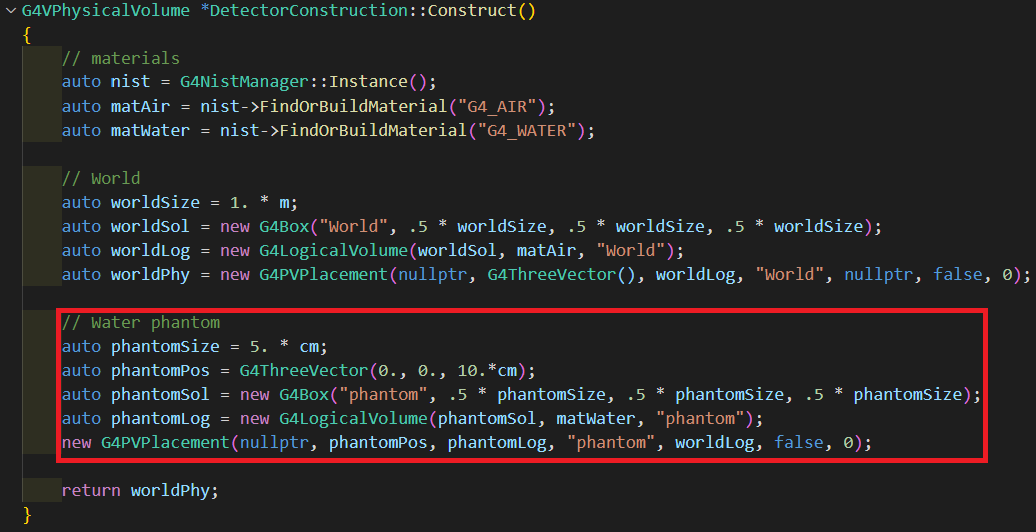 G4VPhysicalVolume *DetectorConstruction::Construct()
{
    // materials
    auto nist = G4NistManager::Instance();
    auto matAir = nist->FindOrBuildMaterial("G4_AIR");
    auto matWater = nist->FindOrBuildMaterial("G4_WATER");

    // World
    auto worldSize = 1. * m;
    auto worldSol = new G4Box("World", .5 * worldSize, .5 * worldSize, .5 * worldSize);
    auto worldLog = new G4LogicalVolume(worldSol, matAir, "World");
    auto worldPhy = new G4PVPlacement(nullptr, G4ThreeVector(), worldLog, "World", nullptr, false, 0);

    // Water phantom
    auto phantomSize = 5. * cm;
    auto phantomPos = G4ThreeVector(0., 0., 10.*cm);
    auto phantomSol = new G4Box("phantom", .5 * phantomSize, .5 * phantomSize, .5 * phantomSize);
    auto phantomLog = new G4LogicalVolume(phantomSol, matWater, "phantom");
    new G4PVPlacement(nullptr, phantomPos, phantomLog, "phantom", worldLog, false, 0);

    return worldPhy;
}